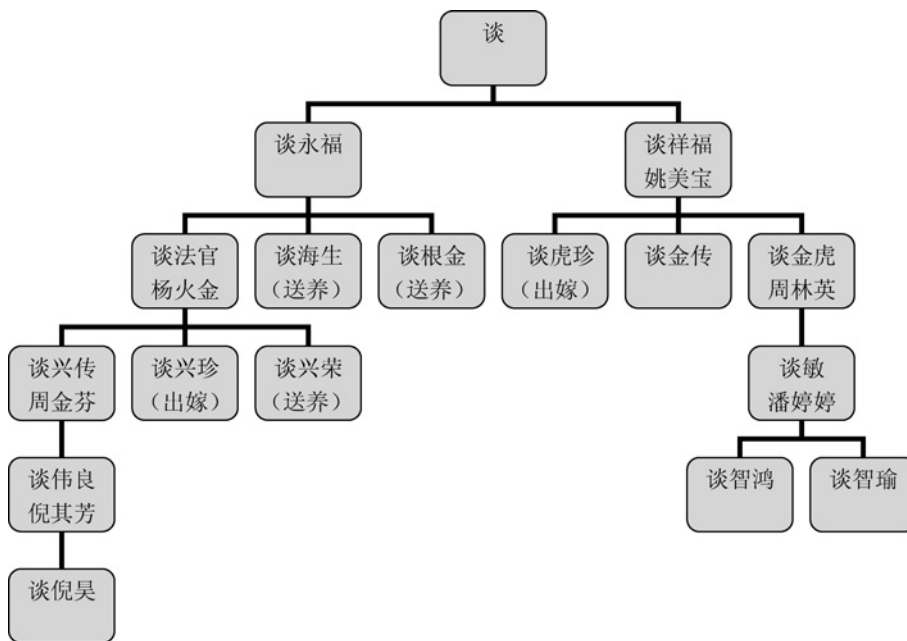 谈
谈永福
谈祥福
姚美宝
谈法官
杨火金
谈海生
（送养）
谈根金
（送养）
谈虎珍
（出嫁）
谈金传
谈金虎
周林英
谈兴传
周金芬
谈兴珍
（出嫁）
谈兴荣
（送养）
谈敏
潘婷婷
谈伟良
倪其芳
谈智鸿
谈智瑜
谈倪昊